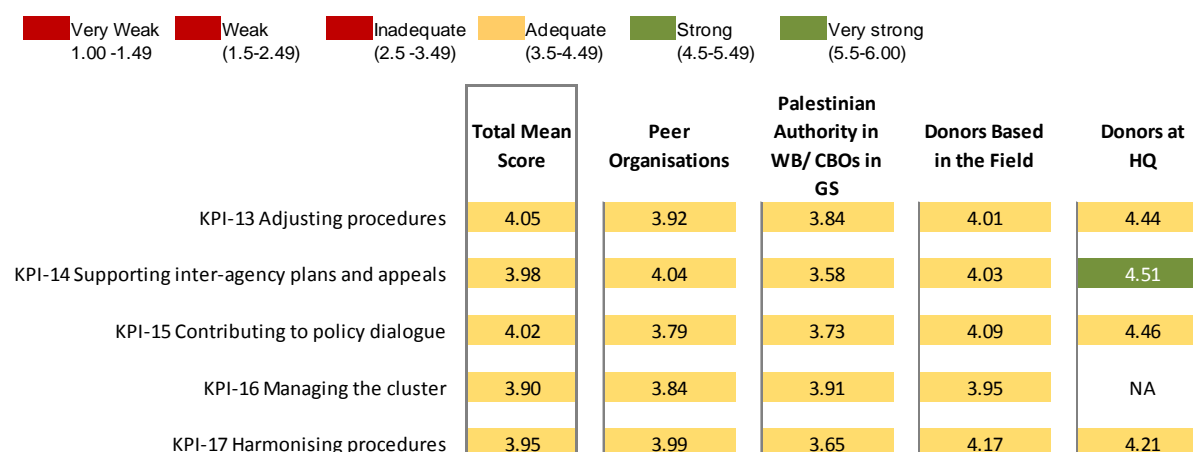 Very Weak Weak Inadequate Adequate Strong Very strong
1.00 -1.49 (1.5-2.49) (2.5 -3.49) (3.5-4.49) (4.5-5.49) (5.5-6.00)
Palestinian
Total Mean Peer Authority in Donors Based Donors at
Score Organisations WB/ CBOs in in the Field HQ
GS
KPI-13 Adjusting procedures 4.05 3.92 3.84 4.01 4.44
KPI-14 Supporting inter-agency plans and appeals 3.98 4.04 3.58 4.03 4.51
KPI-15 Contributing to policy dialogue 4.02 3.79 3.73 4.09 4.46
KPI-16 Managing the cluster 3.90 3.84 3.91 3.95 NA
KPI-17 Harmonising procedures 3.95 3.99 3.65 4.17 4.21